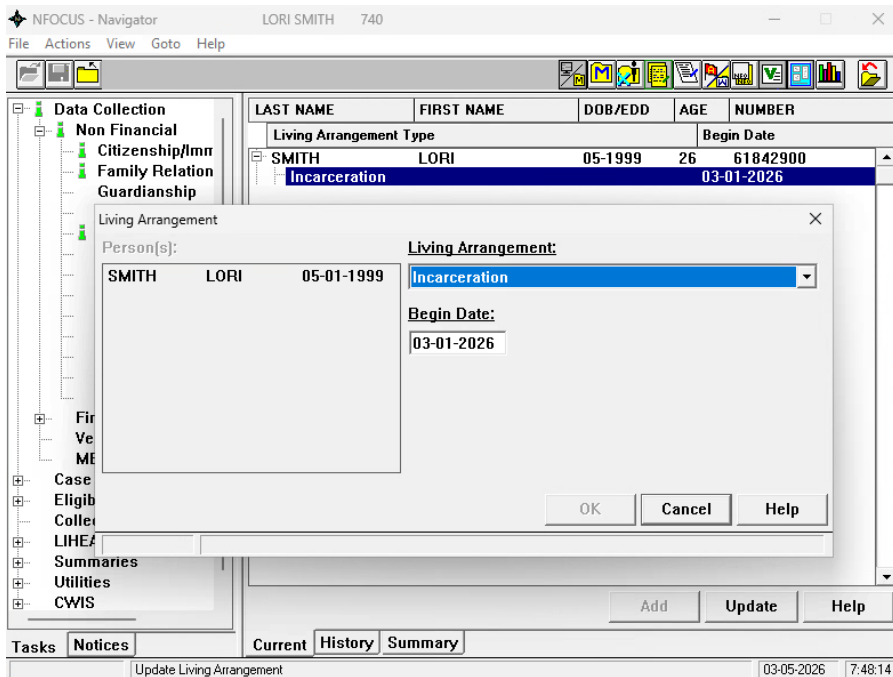 NFOCUS - Navigator LORI SMITH 740
File Actions View Goto Help
Data Collection
Non Financial
Citizenship/Imm
Family Relation
Guardianship
LAST NAME FIRST NAME DOB/EDD AGE NUMBER
Living Arrangement Type Begin Date
SMITH LORI 05-1999 26 61842900
Incarceration 03-01-2026
Living Arrangement
Person(s):
SMITH LORI 05-01-1999
Living Arrangement:
Incarceration
Begin Date:
03-01-2026
OK Cancel Help
Fin
Ve
ME
Case
Eligib
Collec
LIHEA
Summaries
Utilities
CWIS
Add Update Help
Tasks Notices
Current History Summary
Update Living Arrangement 03-05-2026 7:48:14